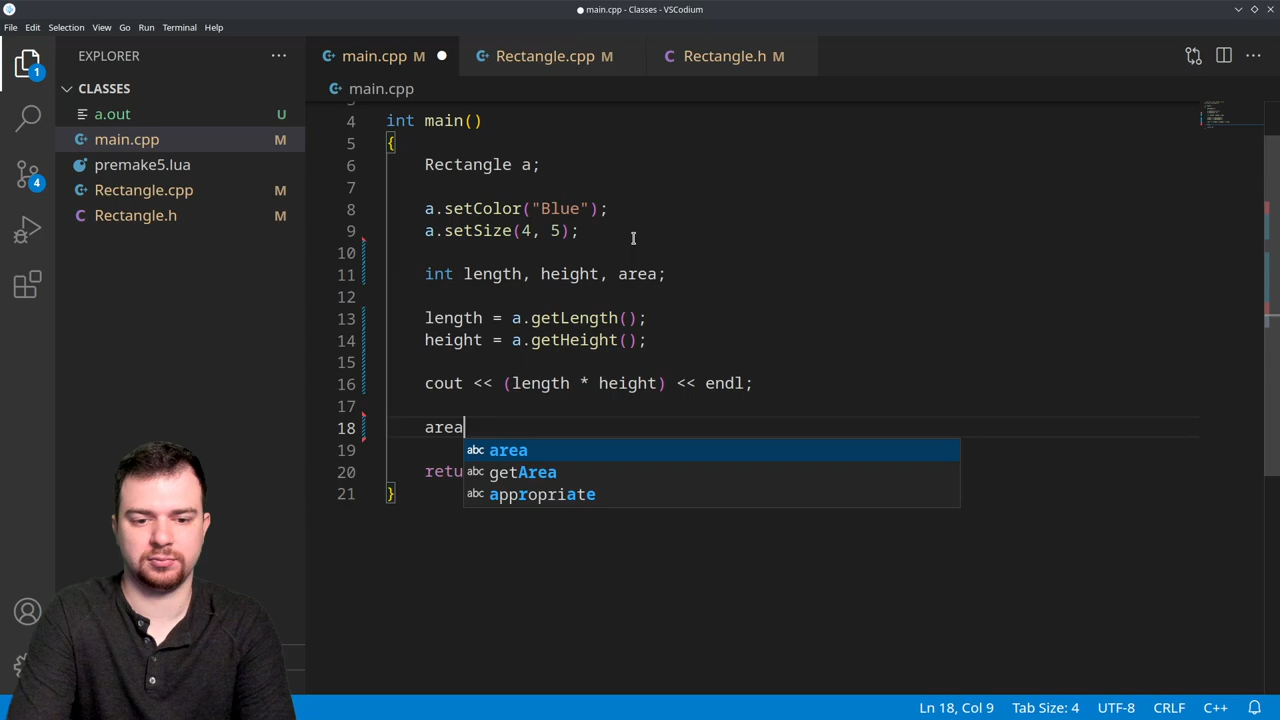 main.cpp - Classes - VSCodium
File Edit Selection View Go Run Terminal Help
EXPLORER
main.cpp M
Rectangle.cpp M
Rectangle.h M
1
CLASSES
main.cpp
a.out U
main.cpp M
premake5.lua
4
Rectangle.cpp M
Rectangle.h M
4 int main()
5 {
6 Rectangle a;
7
8 a.setColor("Blue");
9 a.setSize(4, 5);
10
11 int length, height, area;
12
13 length = a.getLength();
14 height = a.getHeight();
15
16 cout << (length * height) << endl;
17
18 area
19
20 retu
21 }
abc area
abc getArea
abc appropriate
Ln 18, Col 9 Tab Size: 4 UTF-8 CRLF C++